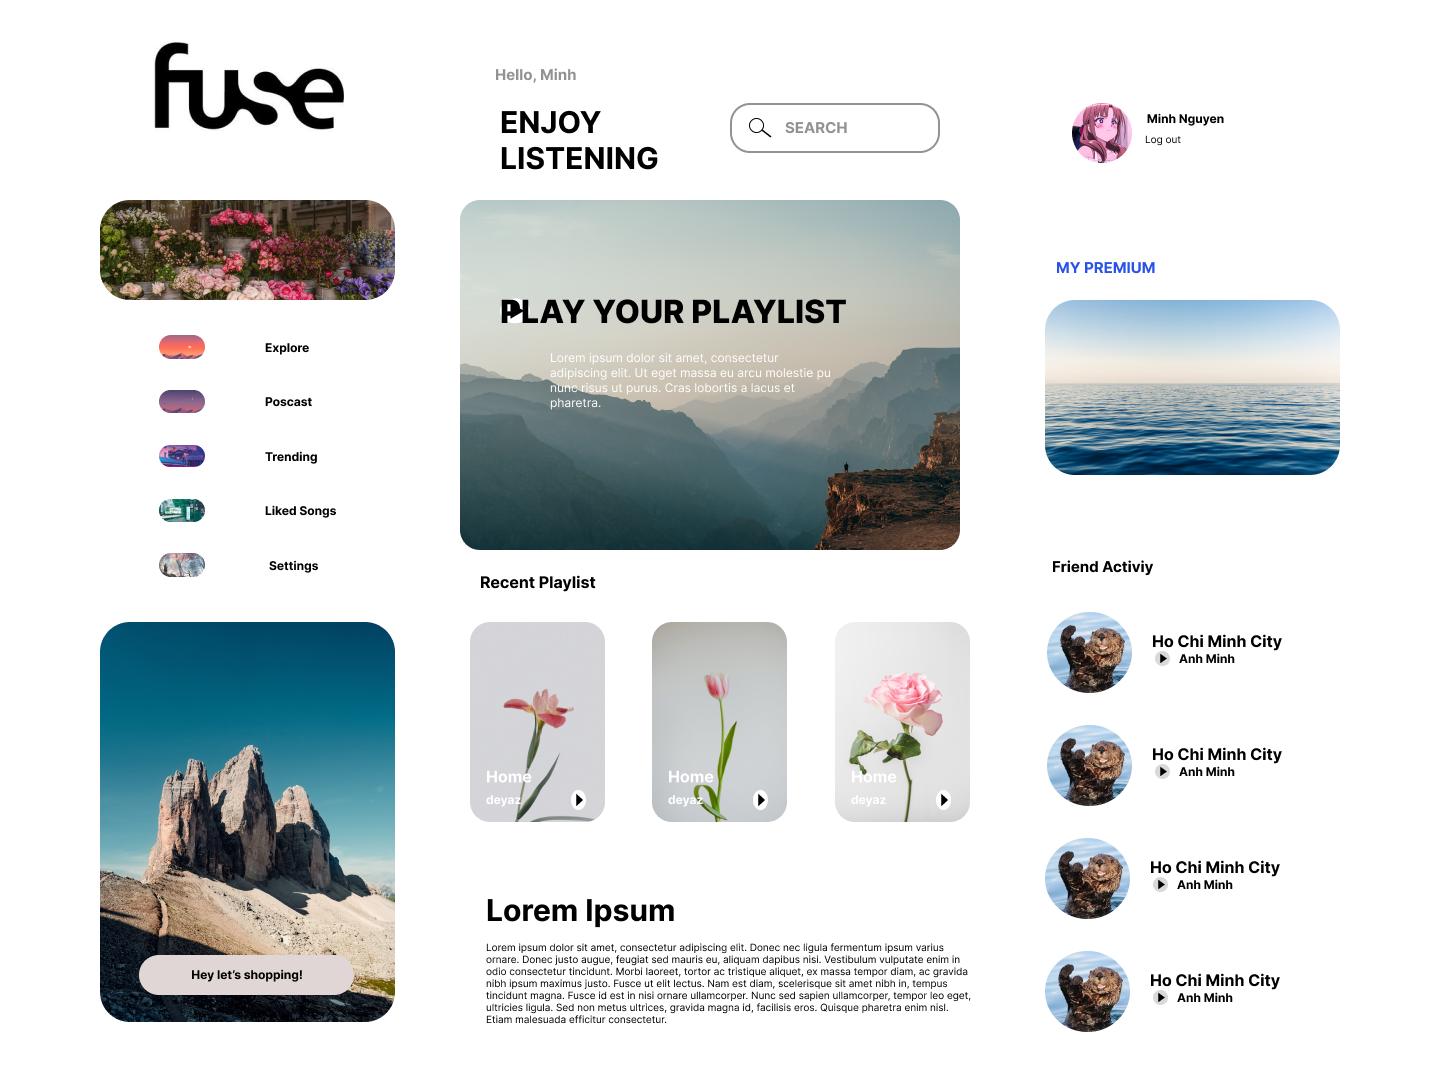 fuse
Hello, Minh
ENJOY
LISTENING
SEARCH
Minh Nguyen
Log out
Explore
Poscast
Trending
Liked Songs
Settings
Hey let's shopping!
PLAY YOUR PLAYLIST
Lorem ipsum dolor sit amet, consectetur
adipiscing elit. Ut eget massa eu arcu molestie pu
nunc risus ut purus. Cras lobortis a lacus et
pharetra.
Recent Playlist
Home
deyaz
Home
deyaz
Home
deyaz
Lorem Ipsum
Lorem ipsum dolor sit amet, consectetur adipiscing elit. Donec nec ligula fermentum ipsum varius
ornare. Donec justo augue, feugiat sed mauris eu, aliquam dapibus nisi. Vestibulum vulputate enim in
odio consectetur tincidunt. Morbi laoreet, tortor ac tristique aliquet, ex massa tempor diam, ac gravida
nibh ipsum maximus justo. Fusce ut elit lectus. Nam est diam, scelerisque sit amet nibh in, tempus
tincidunt magna. Fusce id est in nisi ornare ullamcorper. Nunc sed sapien ullamcorper, tempor leo eget,
ultricies ligula. Sed non metus ultrices, gravida magna id, facilisis eros. Quisque pharetra enim nisl.
Etiam malesuada efficitur consectetur.
MY PREMIUM
Friend Activiy
Ho Chi Minh City
Anh Minh
Ho Chi Minh City
Anh Minh
Ho Chi Minh City
Anh Minh
Ho Chi Minh City
Anh Minh